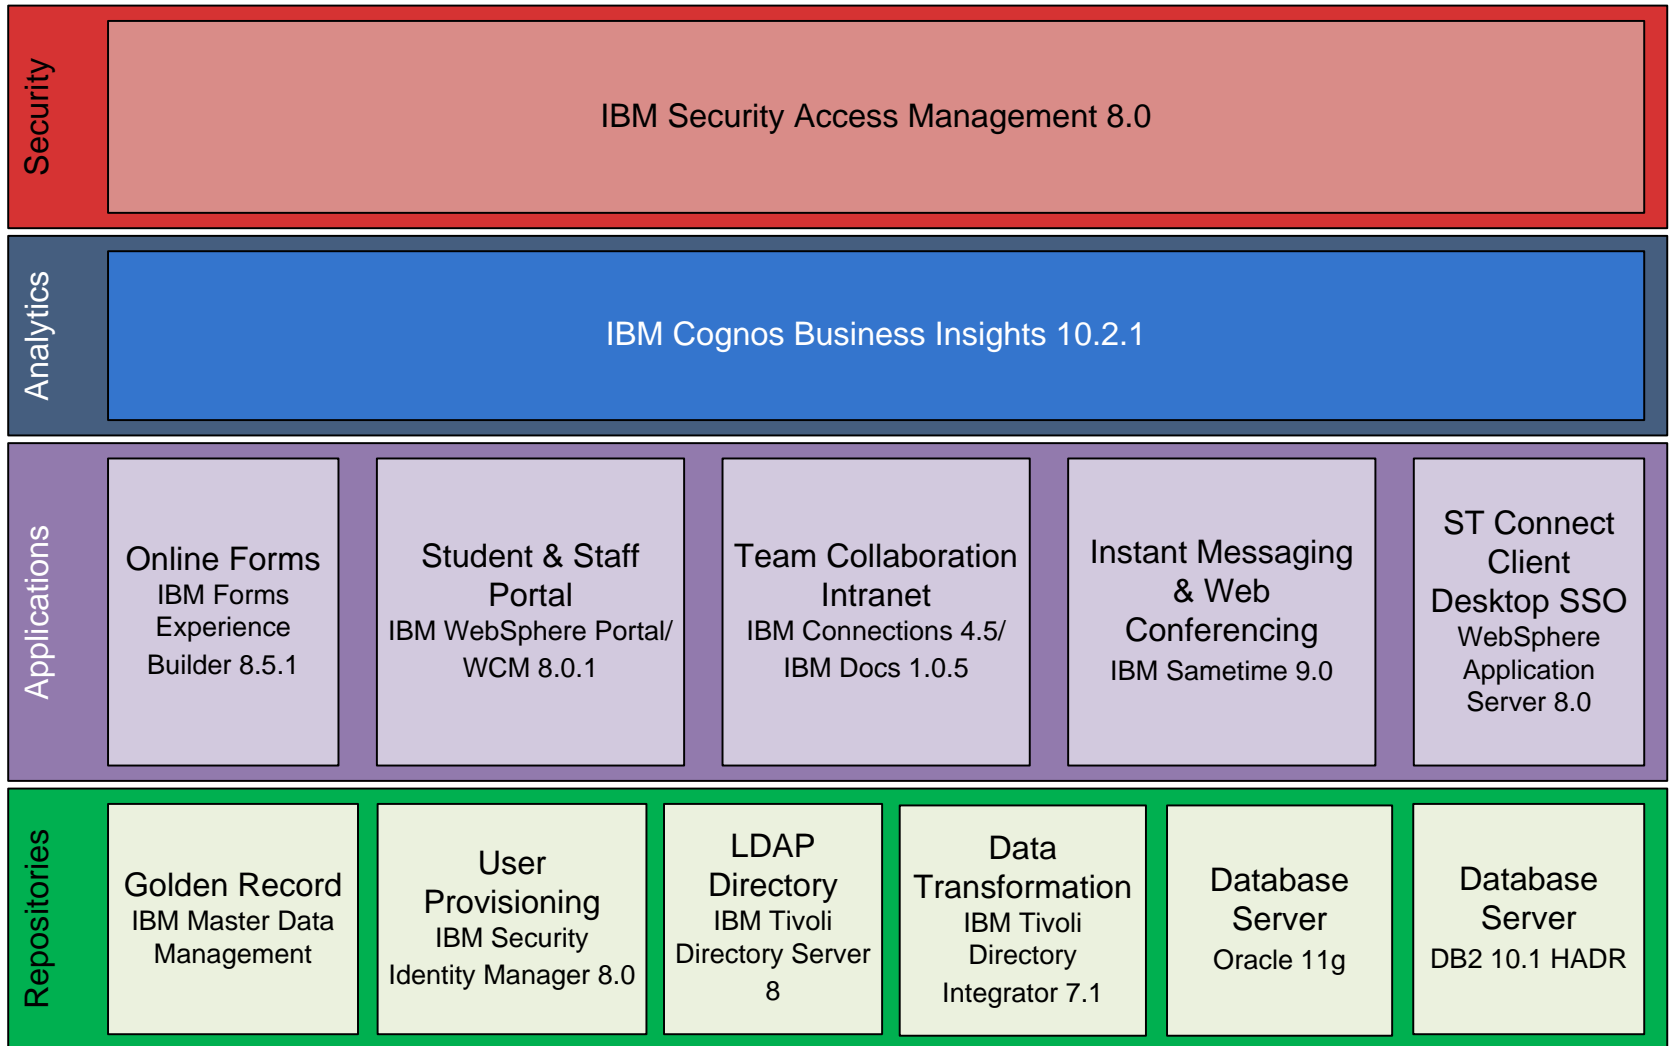 Security
IBM Security Access Management 8.0
Analytics
IBM Cognos Business Insights 10.2.1
Applications
Online Forms
IBM Forms
Experience
Builder 8.5.1
Student & Staff
Portal
IBM WebSphere Portal/
WCM 8.0.1
Team Collaboration
Intranet
IBM Connections 4.5/
IBM Docs 1.0.5
Instant Messaging
& Web
Conferencing
IBM Sametime 9.0
ST Connect
Client
Desktop SSO
WebSphere
Application
Server 8.0
Repositories
Golden Record
IBM Master Data
Management
User
Provisioning
IBM Security
Identity Manager 8.0
LDAP
Directory
IBM Tivoli
Directory Server
8
Data
Transformation
IBM Tivoli
Directory
Integrator 7.1
Database
Server
Oracle 11g
Database
Server
DB2 10.1 HADR